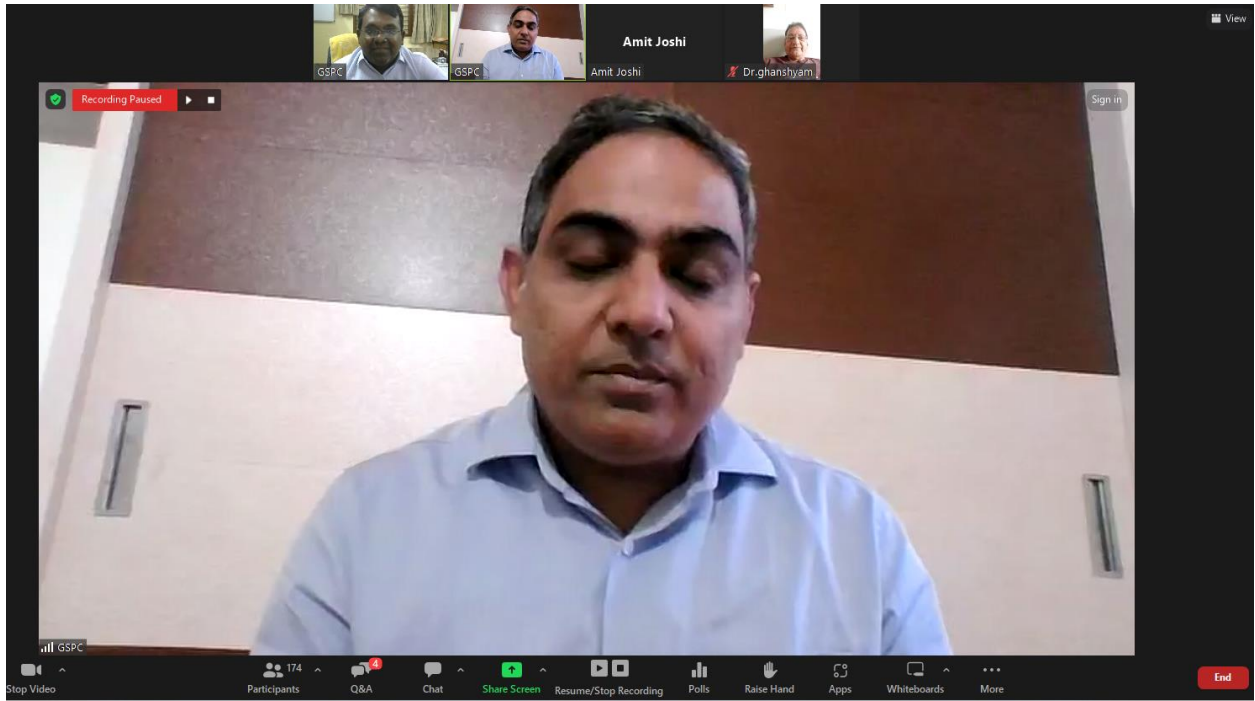 View
Amit Joshi
GSPC
GSPC
Amit Joshi
Dr.ghanshyam
Recording Paused
Sign in
GSPC
174
4
Stop Video
Participants
Q&A
Chat
Share Screen
Resume/Stop Recording
Polls
Raise Hand
Apps
Whiteboards
More
End